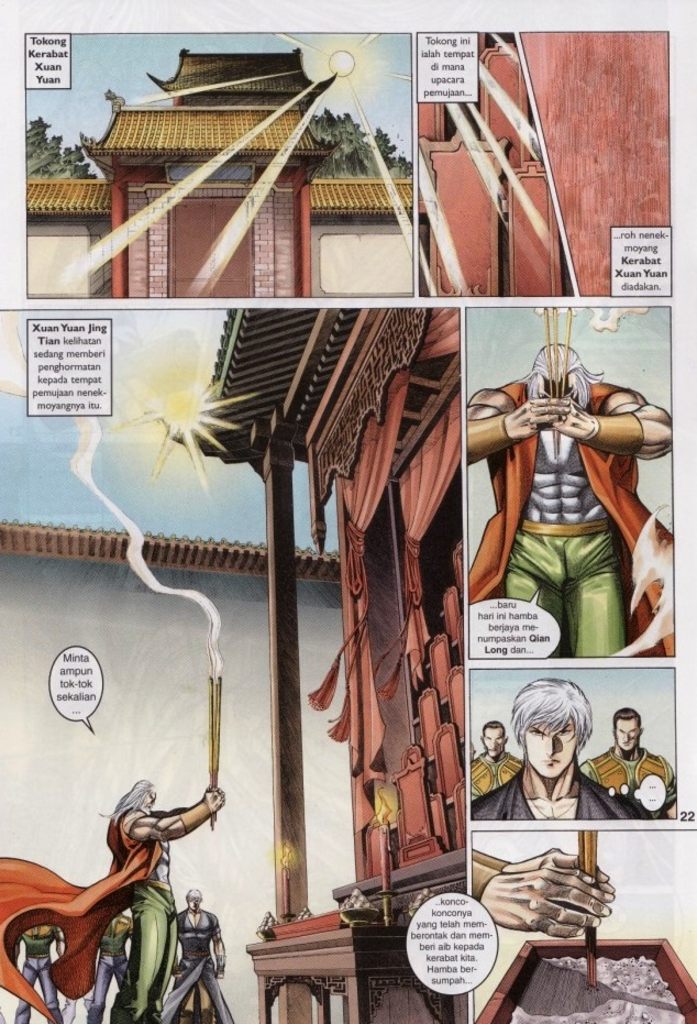 Tokong
Kerabat
Xuan
Yuan
Tokong ini
ialah tempat
di mana
upacara
pemujaan...
...roh nenek-
moyang
Kerabat
Xuan Yuan
diadakan.
Xuan Yuan Jing
Tian kelihatan
sedang memberi
penghormatan
kepada tempat
pemujaan nenek-
moyangnya itu.
Minta
ampun
tok-tok
sekalian
...
...baru
hari ini hamba
berjaya me-
numpaskan Qian
Long dan...
...
22
..konco-
konconya
yang telah
member-
ontak dan mem-
beri aib kepada
kerabat kita.
Hamba ber-
sumpah...